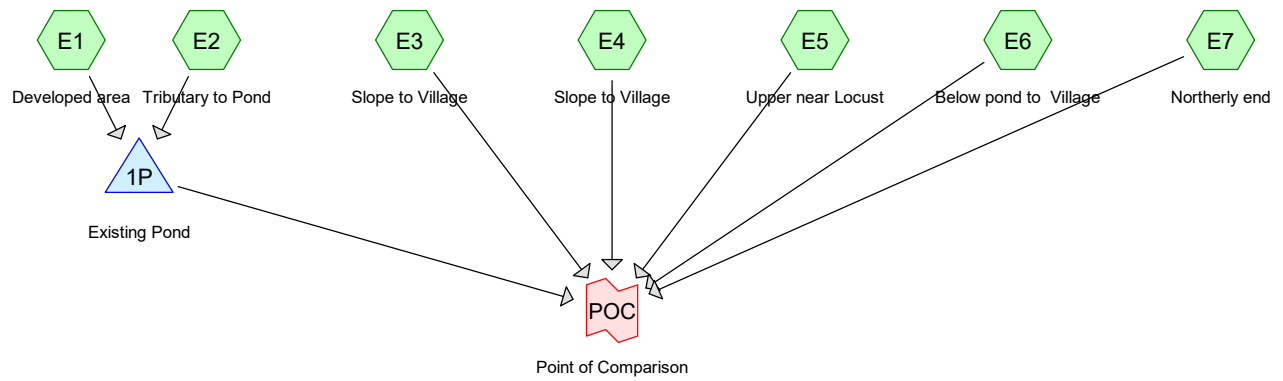 E1
E2
E3
E4
E5
E6
E7
Developed area
Tributary to Pond
Slope to Village
Slope to Village
Upper near Locust
Below pond to  Village
Northerly end
1P
Existing Pond
POC
Point of Comparison